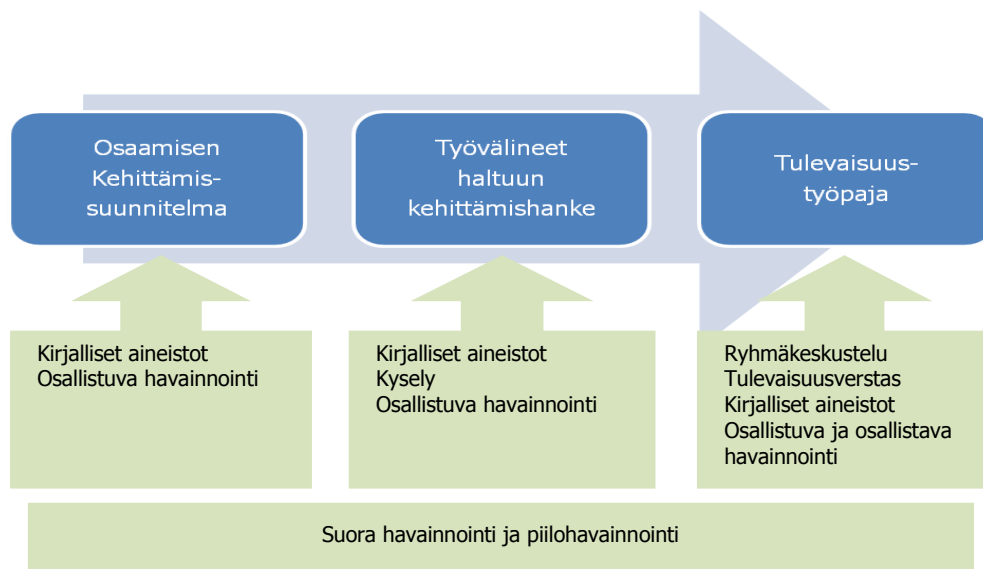 Osaamisen
Kehittämis-
suunnitelma
Työvälineet
haltuun
kehittämishanke
Tulevaisuus-
työpaja
Kirjalliset aineistot
Osallistuva havainnointi
Kirjalliset aineistot
Kysely
Osallistuva havainnointi
Ryhmäkeskustelu
Tulevaisuusverstas
Kirjalliset aineistot
Osallistuva ja osallistava
havainnointi
Suora havainnointi ja piilohavainnointi